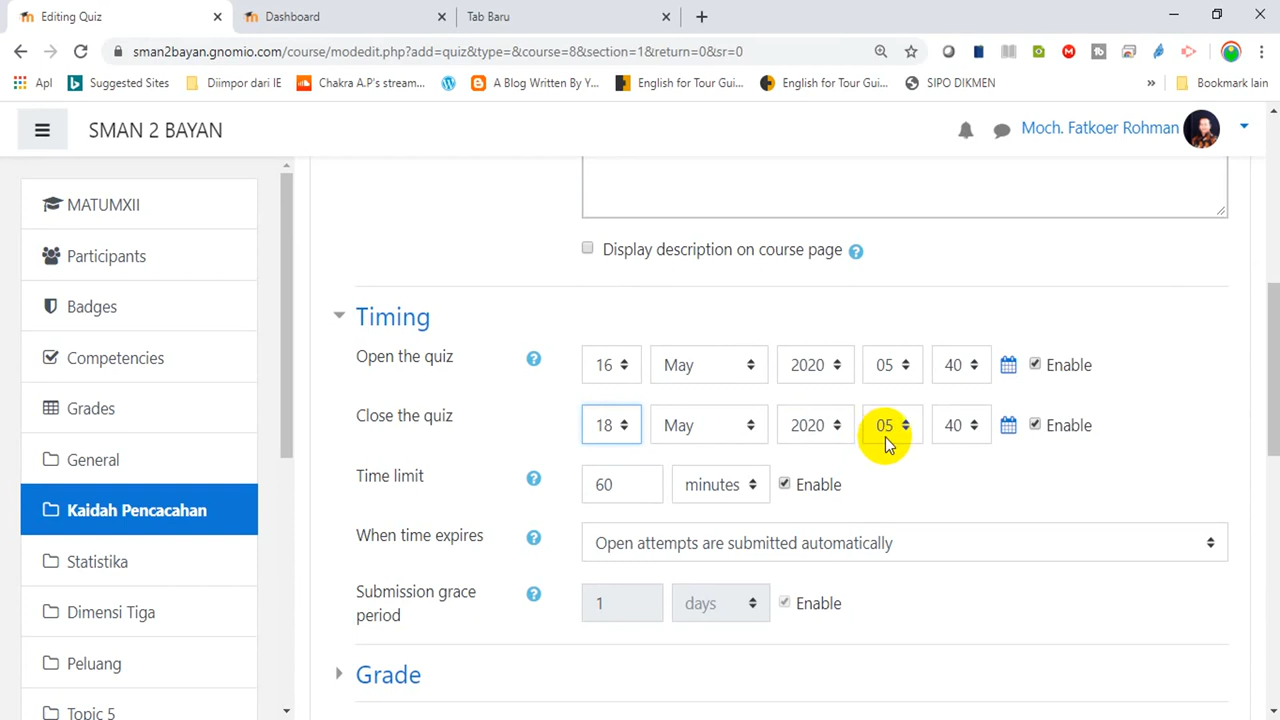 Editing Quiz
Dashboard
Tab Baru
sman2bayan.gnomio.com/course/modedit.php?add=quiz&type=&course=8&section=1&return=0&sr=0
Apl
Suggested Sites
Diimpor dari IE
Chakra A.P's stream...
A Blog Written By Y...
English for Tour Gui...
English for Tour Gui...
SIPO DIKMEN
»
Bookmark lain
SMAN 2 BAYAN
Moch. Fatkoer Rohman
MATUMXII
Participants
Badges
Competencies
Grades
General
Kaidah Pencacahan
Statistika
Dimensi Tiga
Peluang
Topic 5
Display description on course page
Timing
Open the quiz 16 May 2020 05 40 Enable
Close the quiz 18 May 2020 05 40 Enable
Time limit 60 minutes Enable
When time expires Open attempts are submitted automatically
Submission grace
period 1 days Enable
Grade